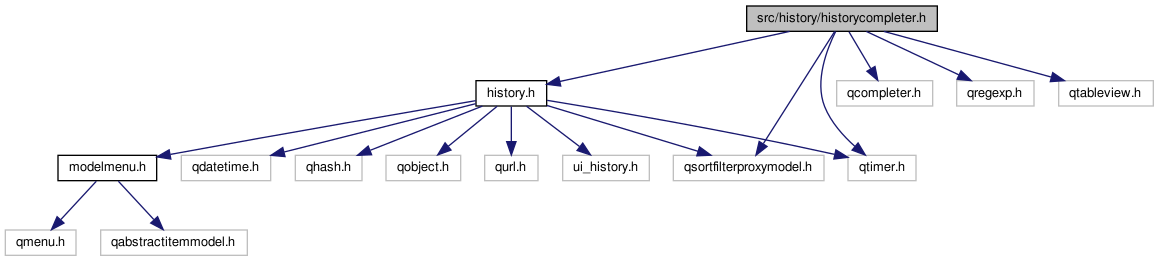 src/history/historycompleter.h
history.h
qcompleter.h
qregexp.h
qtableview.h
modelmenu.h
qdatetime.h
qhash.h
qobject.h
qurl.h
ui_history.h
qsortfilterproxymodel.h
qtimer.h
qmenu.h
qabstractitemmodel.h